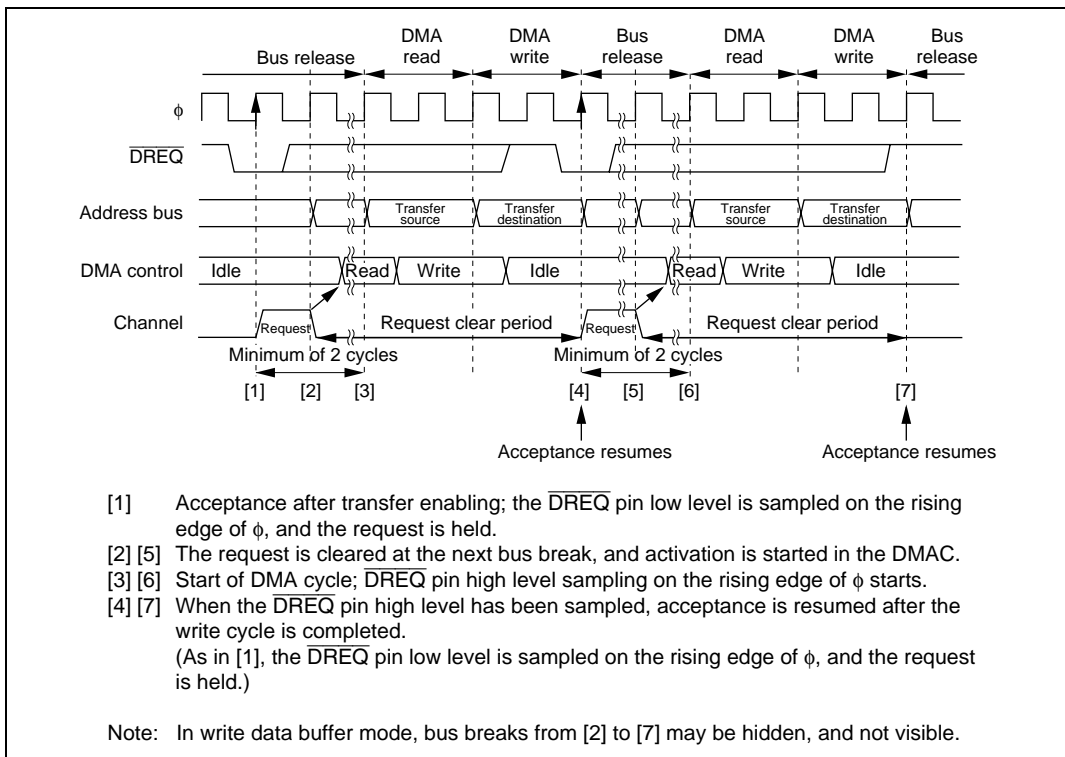 Bus release
DMA read
DMA write
Bus release
DMA read
DMA write
Bus release
ϕ
DREQ
Address bus
Transfer source
Transfer destination
Transfer source
Transfer destination
DMA control
Idle
Read
Write
Idle
Read
Write
Idle
Channel
Request
Request clear period
Request
Request clear period
Minimum of 2 cycles
Minimum of 2 cycles
[1] [2] [3] [4] [5] [6] [7]
Acceptance resumes
Acceptance resumes
[1] Acceptance after transfer enabling; the DREQ pin low level is sampled on the rising
edge of ϕ, and the request is held.
[2] [5] The request is cleared at the next bus break, and activation is started in the DMAC.
[3] [6] Start of DMA cycle; DREQ pin high level sampling on the rising edge of ϕ starts.
[4] [7] When the DREQ pin high level has been sampled, acceptance is resumed after the
write cycle is completed.
(As in [1], the DREQ pin low level is sampled on the rising edge of ϕ, and the request
is held.)
Note: In write data buffer mode, bus breaks from [2] to [7] may be hidden, and not visible.